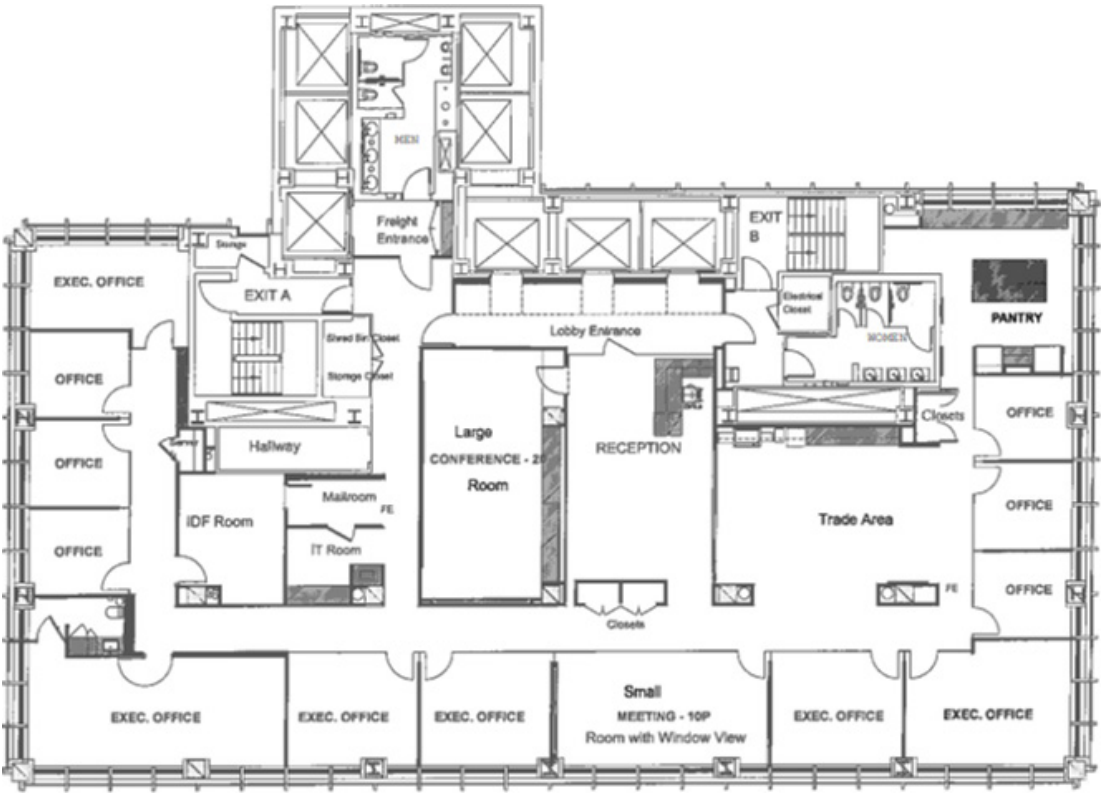 MEN
Freight
Entrance
EXIT
B
Storage
EXEC. OFFICE
EXIT A
Electrical
Closet
PANTRY
Lobby Entrance
WOMEN
Shred Bin Closet
Storage Closet
OFFICE
OFFICE
Closets
Large
CONFERENCE - 20
Room
RECEPTION
Hallway
OFFICE
Mailroom
FE
IDF Room
OFFICE
Trade Area
IT Room
OFFICE
OFFICE
FE
Closets
Small
EXEC. OFFICE
EXEC. OFFICE
EXEC. OFFICE
MEETING - 10P
EXEC. OFFICE
EXEC. OFFICE
Room with Window View